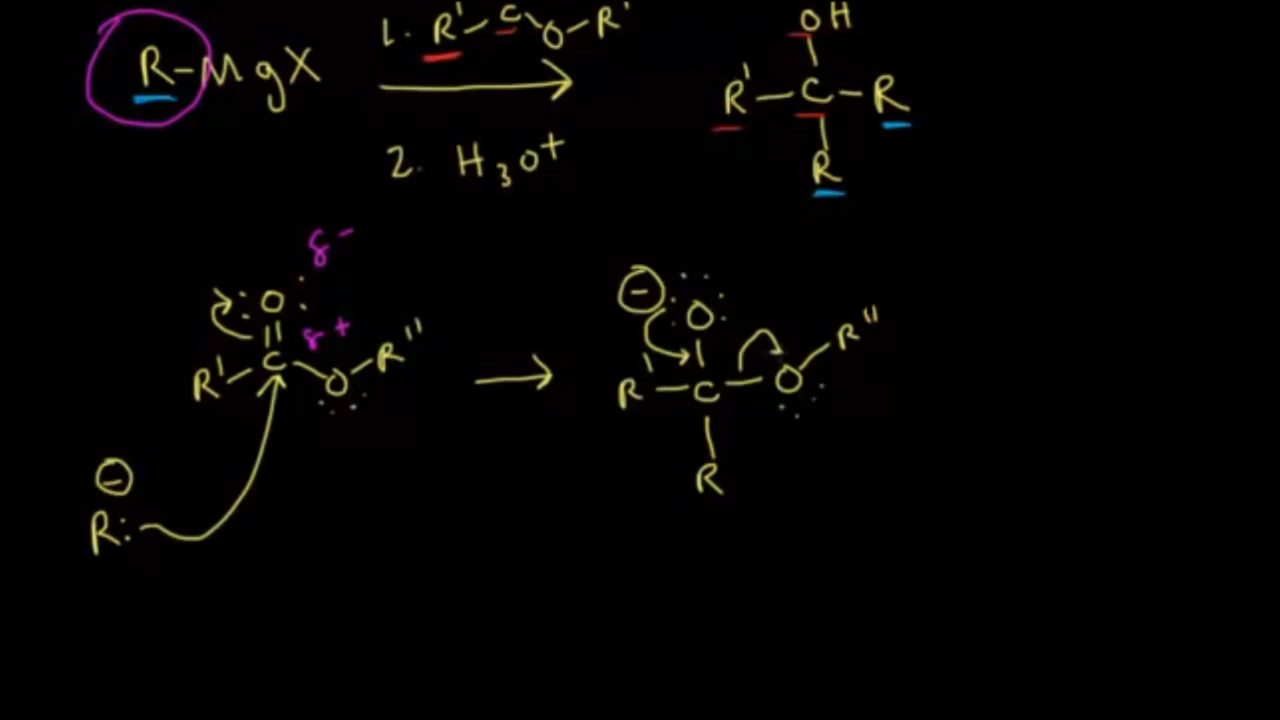 1. R' C O R'
OH
R-MgX
R' C R
2. H3O+
R
δ-
O
δ+
R' C O R''
⊖
R:
⊖ O
R' C O R''
R